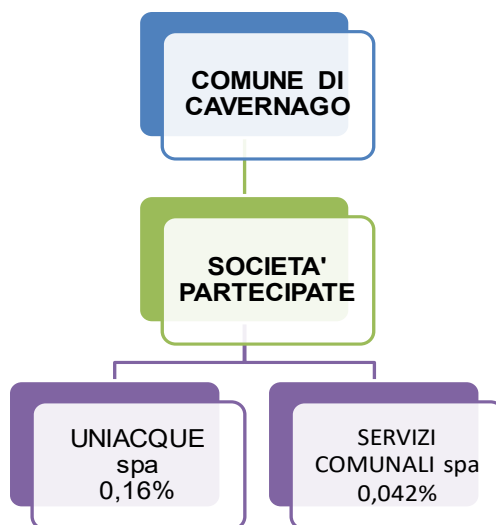 COMUNE DI
CAVERNAGO
SOCIETA'
PARTECIPATE
UNIACQUE
spa
0,16%
SERVIZI
COMUNALI spa
0,042%